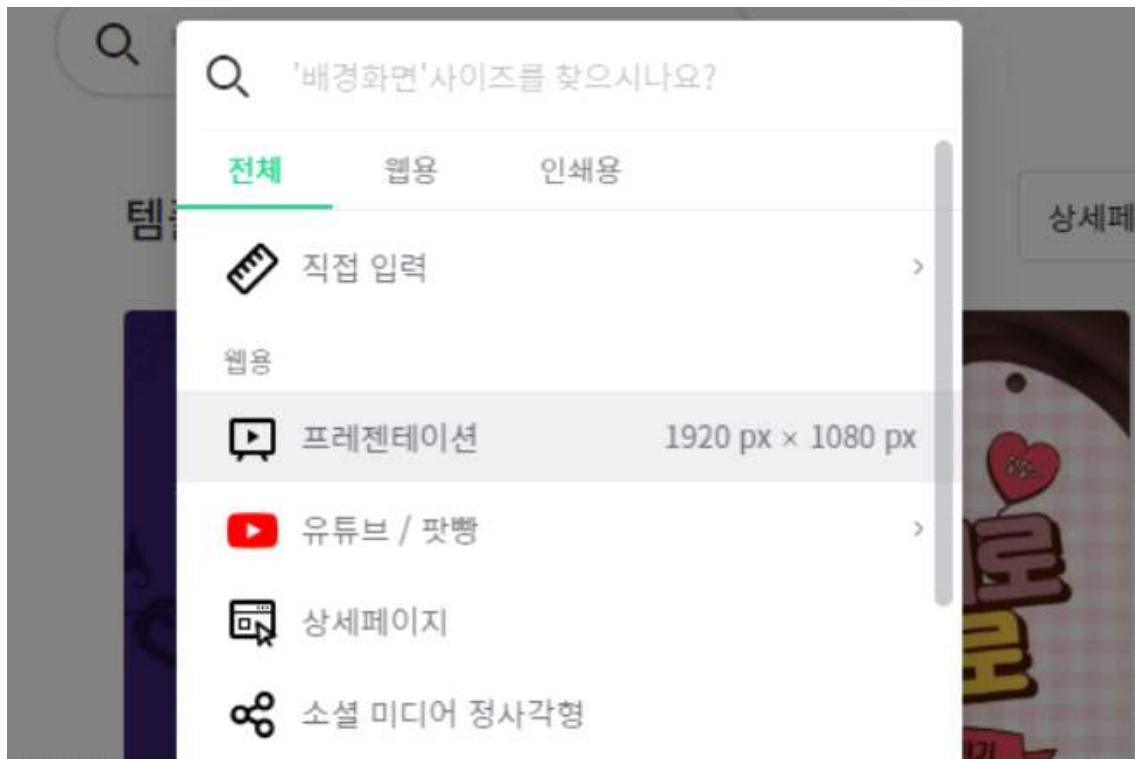 '배경화면'사이즈를 찾으시나요?
전체 웹용 인쇄용
템
상세페
직접 입력
웹용
프레젠테이션 1920 px × 1080 px
유튜브 / 팟빵
상세페이지
소셜 미디어 정사각형
로
로